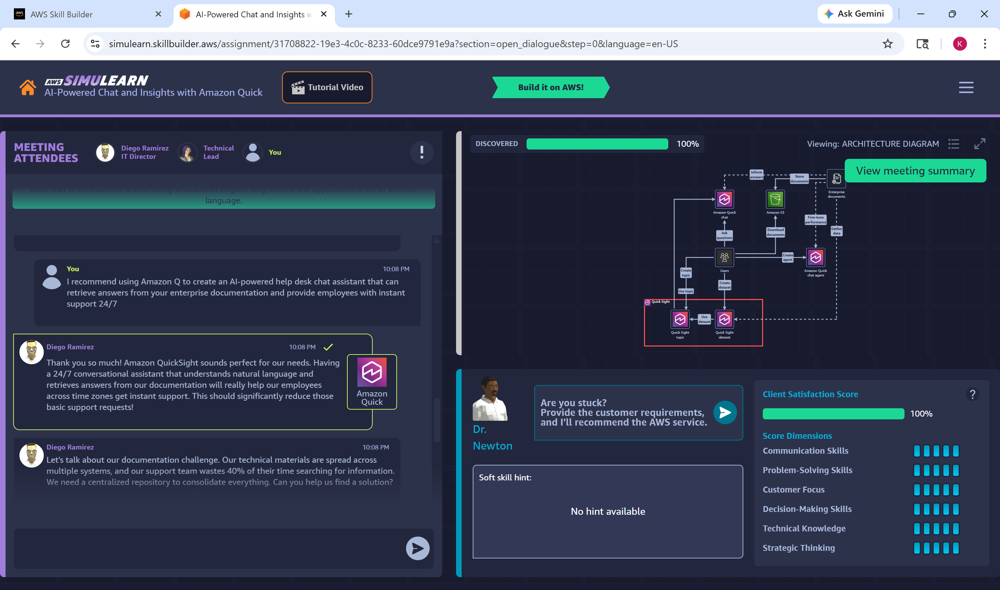 aws
AWS Skill Builder
AI-Powered Chat and Insights w
Ask Gemini
simulearn.skillbuilder.aws/assignment/31708822-19e3-4c0c-8233-60dce9791e9a?section=open_dialogue&step=0&language=en-US
K
AWS SIMULEARN
AI-Powered Chat and Insights with Amazon Quick
Tutorial Video
Build it on AWS!
MEETING
ATTENDEES
Diego Ramirez
IT Director
Technical
Lead
You
!
Note that AI interactions are currently available in English only, even if the application is set to another
language.
You
10:08 PM
I recommend using Amazon Q to create an AI-powered help desk chat assistant that can
retrieve answers from your enterprise documentation and provide employees with instant
support 24/7
Diego Ramirez
10:08 PM
Thank you so much! Amazon QuickSight sounds perfect for our needs. Having
a 24/7 conversational assistant that understands natural language and
retrieves answers from our documentation will really help our employees
across time zones get instant support. This should significantly reduce those
basic support requests!
Amazon
Quick
Diego Ramirez
10:08 PM
Let's talk about our documentation challenge. Our technical materials are spread across
multiple systems, and our support team wastes 40% of their time searching for information.
We need a centralized repository to consolidate everything. Can you help us find a solution?
DISCOVERED
100%
Viewing: ARCHITECTURE DIAGRAM
View meeting summary
Inform
answers
Store
documents
Enterprise
documents
Amazon Quick
chat
Amazon S3
Fine-tune
performance
Gather
data
Ask
questions
Download
documents
Users
Create
agent
Amazon Quick
chat agent
Create
topic
Create
dataset
Use topic
Quick Sight
Use
dataset
Quick Sight
topic
Quick Sight
dataset
Dr.
Newton
Are you stuck?
Provide the customer requirements,
and I'll recommend the AWS service.
Soft skill hint:
No hint available
Client Satisfaction Score
?
100%
Score Dimensions
Communication Skills
Problem-Solving Skills
Customer Focus
Decision-Making Skills
Technical Knowledge
Strategic Thinking